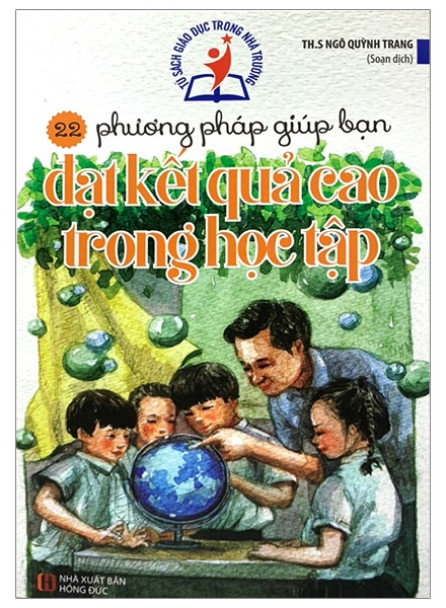 TỦ SÁCH GIÁO DỤC TRONG NHÀ TRƯỜNG
TH.S NGÔ QUỲNH TRANG
(Soạn dịch)
22 phương pháp giúp bạn
đạt kết quả cao
trong học tập
NHÀ XUẤT BẢN
HỒNG ĐỨC